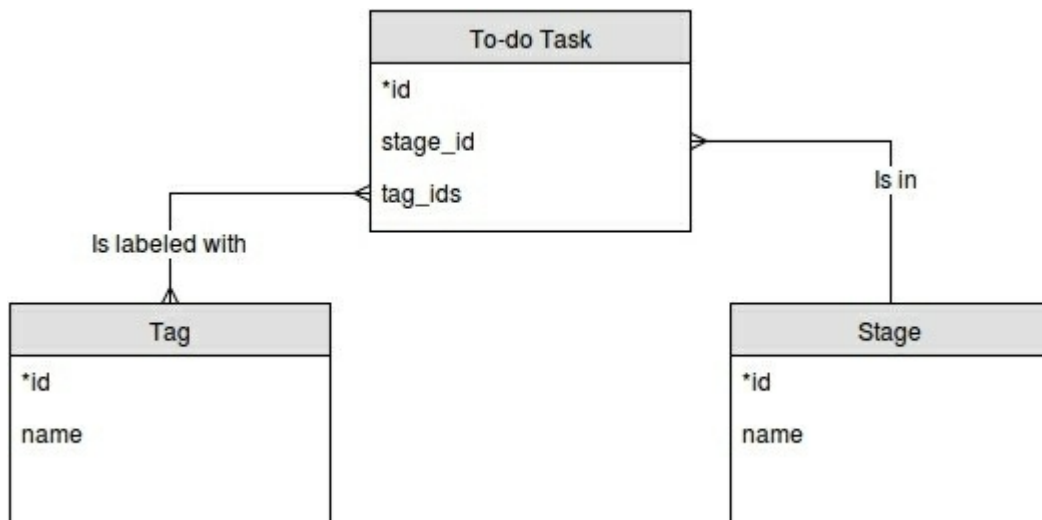 To-do Task
*id
stage_id
tag_ids
Is in
Is labeled with
Tag
*id
name
Stage
*id
name